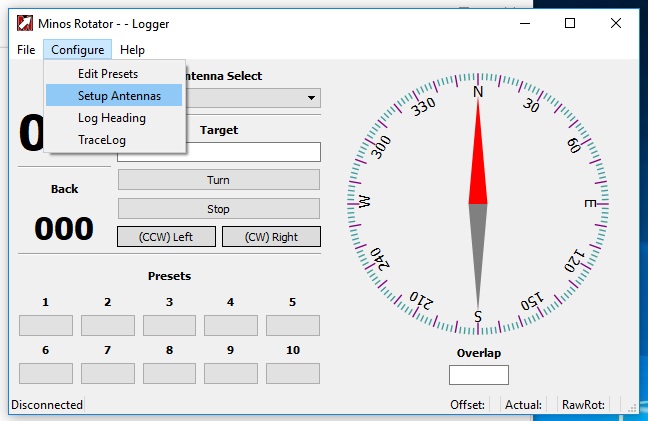 Minos Rotator - - Logger
File Configure Help
Edit Presets
Setup Antennas
Log Heading
TraceLog
ntenna Select
0
Target
Turn
Back
Stop
000
(CCW) Left (CW) Right
Presets
1 2 3 4 5
6 7 8 9 10
N
30
60
E
120
150
S
210
240
W
300
330
Overlap
Disconnected Offset: Actual: RawRot: